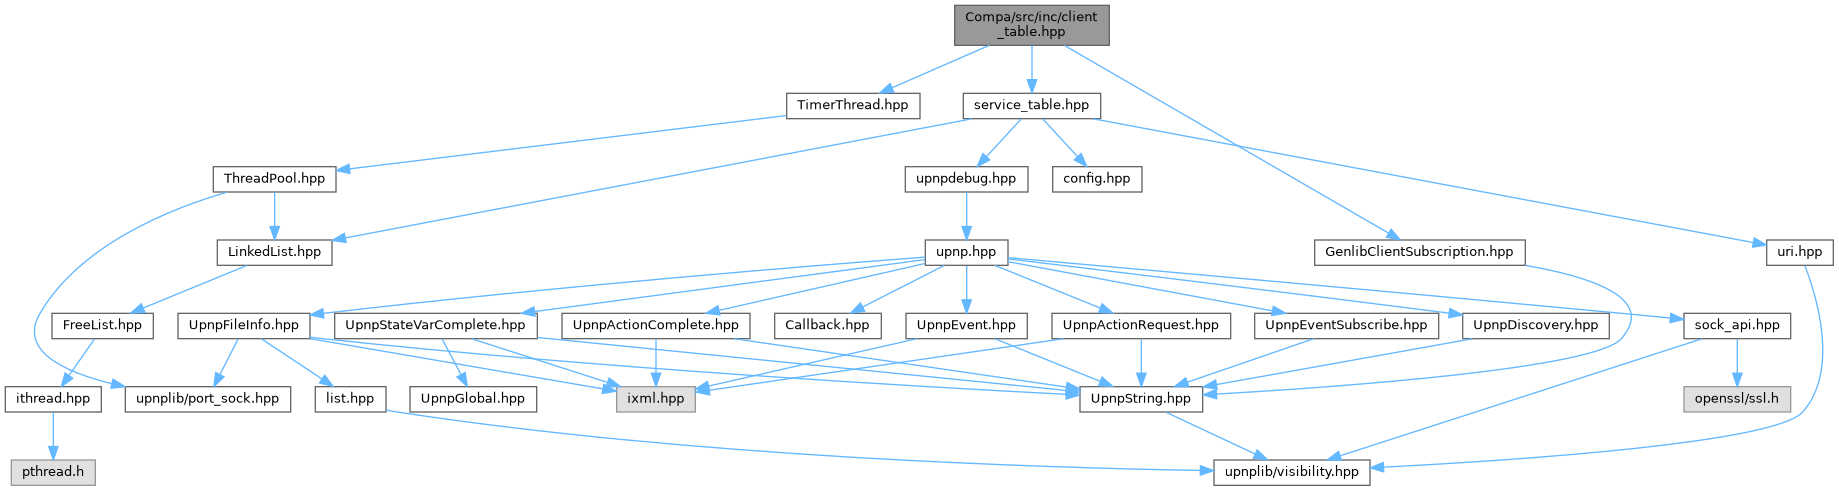 Compa/src/inc/client
_table.hpp
TimerThread.hpp
service_table.hpp
ThreadPool.hpp
upnpdebug.hpp
config.hpp
LinkedList.hpp
upnp.hpp
GenlibClientSubscription.hpp
uri.hpp
FreeList.hpp
UpnpFileInfo.hpp
UpnpStateVarComplete.hpp
UpnpActionComplete.hpp
Callback.hpp
UpnpEvent.hpp
UpnpActionRequest.hpp
UpnpEventSubscribe.hpp
UpnpDiscovery.hpp
sock_api.hpp
ithread.hpp
upnplib/port_sock.hpp
list.hpp
UpnpGlobal.hpp
ixml.hpp
UpnpString.hpp
openssl/ssl.h
pthread.h
upnplib/visibility.hpp